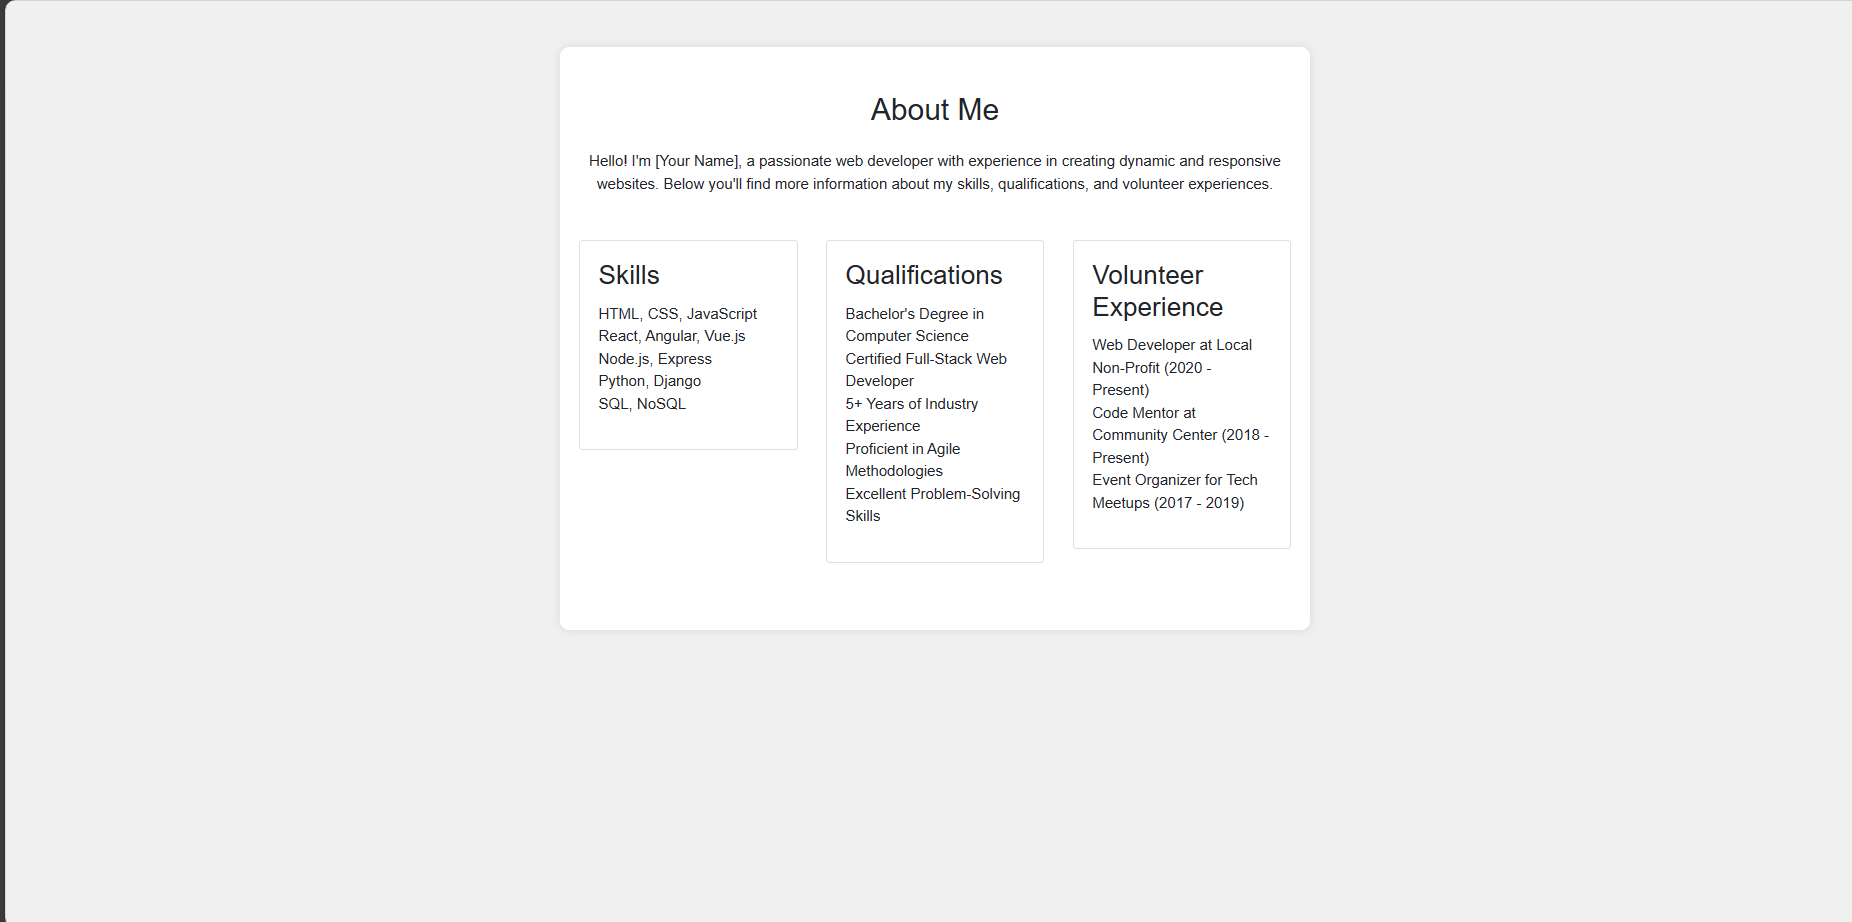 About Me
Hello! I'm [Your Name], a passionate web developer with experience in creating dynamic and responsive
websites. Below you'll find more information about my skills, qualifications, and volunteer experiences.
Skills
HTML, CSS, JavaScript
React, Angular, Vue.js
Node.js, Express
Python, Django
SQL, NoSQL
Qualifications
Bachelor's Degree in
Computer Science
Certified Full-Stack Web
Developer
5+ Years of Industry
Experience
Proficient in Agile
Methodologies
Excellent Problem-Solving
Skills
Volunteer
Experience
Web Developer at Local
Non-Profit (2020 -
Present)
Code Mentor at
Community Center (2018 -
Present)
Event Organizer for Tech
Meetups (2017 - 2019)